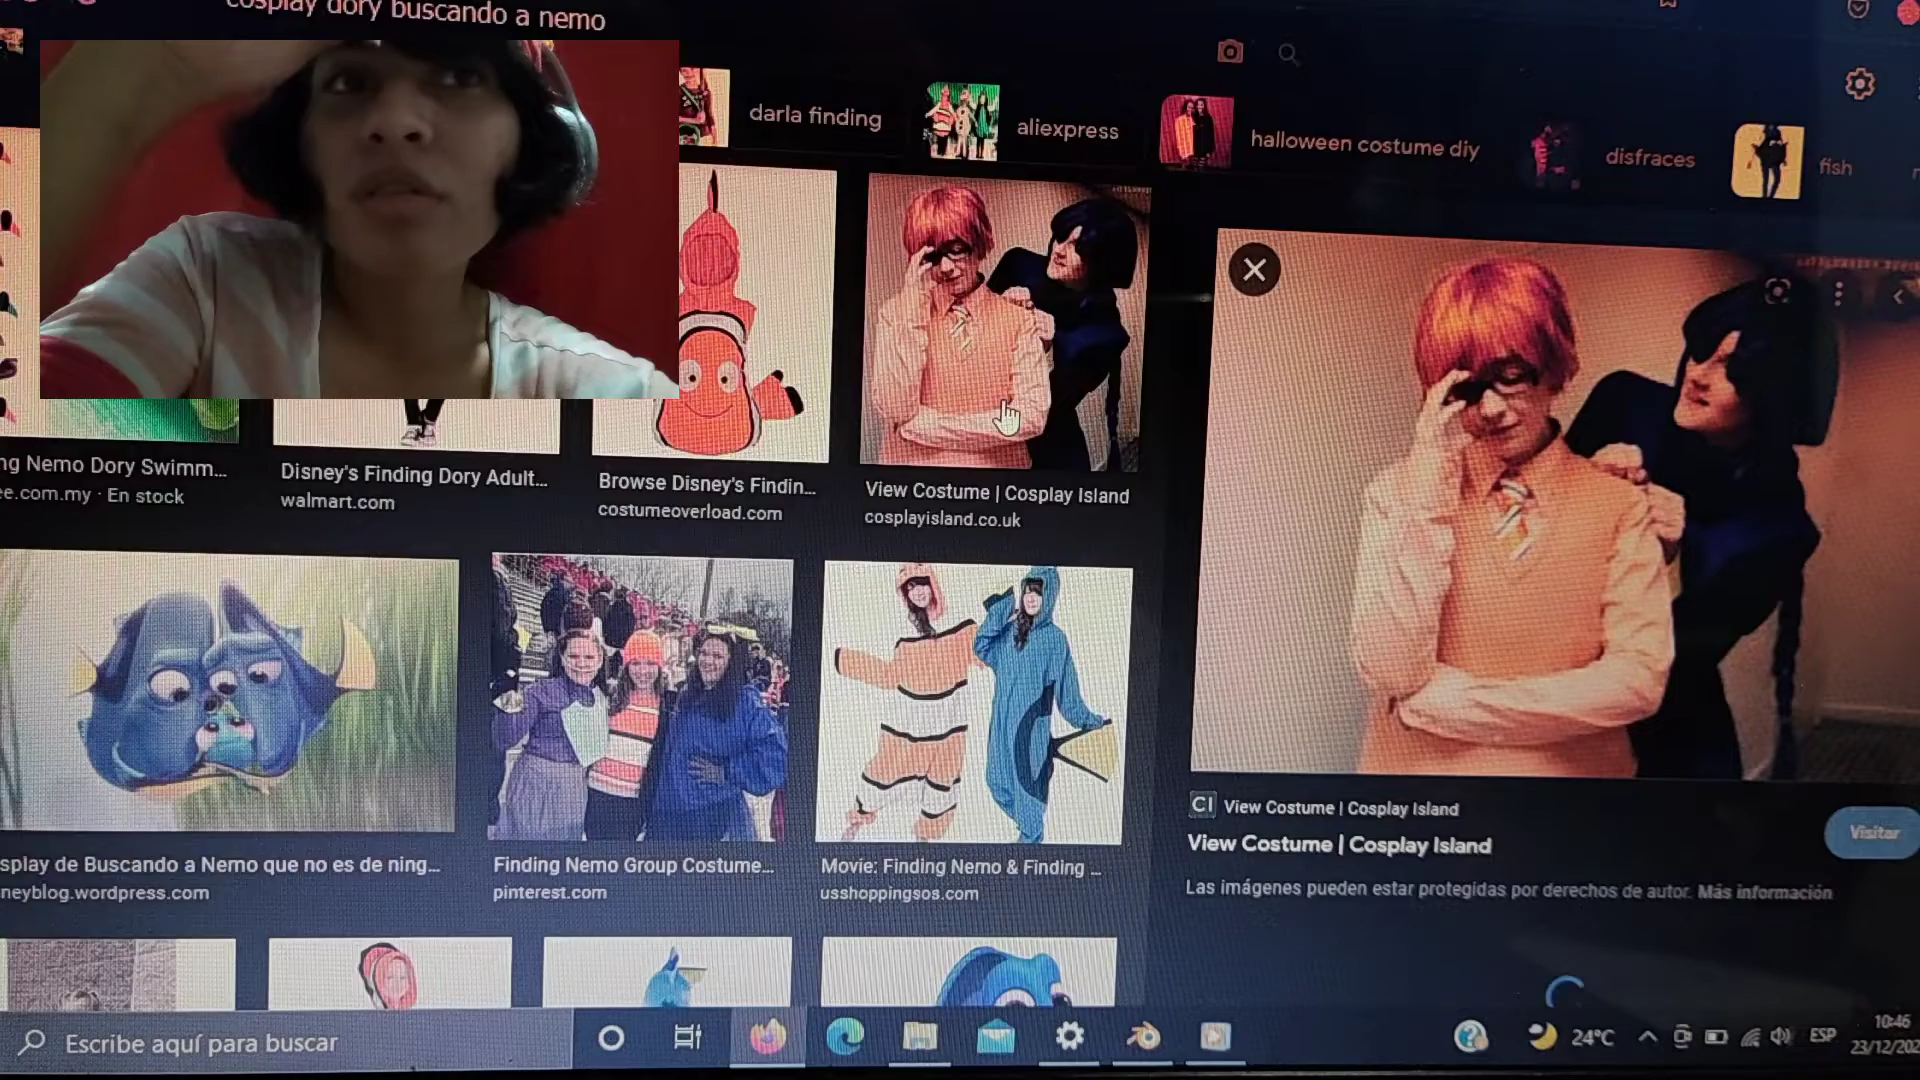 cosplay dory buscando a nemo
darla finding
aliexpress
halloween costume diy
disfraces
fish
ng Nemo Dory Swimm...
ee.com.my · En stock
Disney's Finding Dory Adult...
walmart.com
Browse Disney's Findin...
costumeoverload.com
View Costume | Cosplay Island
cosplayisland.co.uk
splay de Buscando a Nemo que no es de ning...
neyblog.wordpress.com
Finding Nemo Group Costume...
pinterest.com
Movie: Finding Nemo & Finding ...
usshoppingsos.com
CI View Costume | Cosplay Island
View Costume | Cosplay Island
Visitar
Las imágenes pueden estar protegidas por derechos de autor. Más información
Escribe aquí para buscar
24°C
ESP
10:46
23/12/202